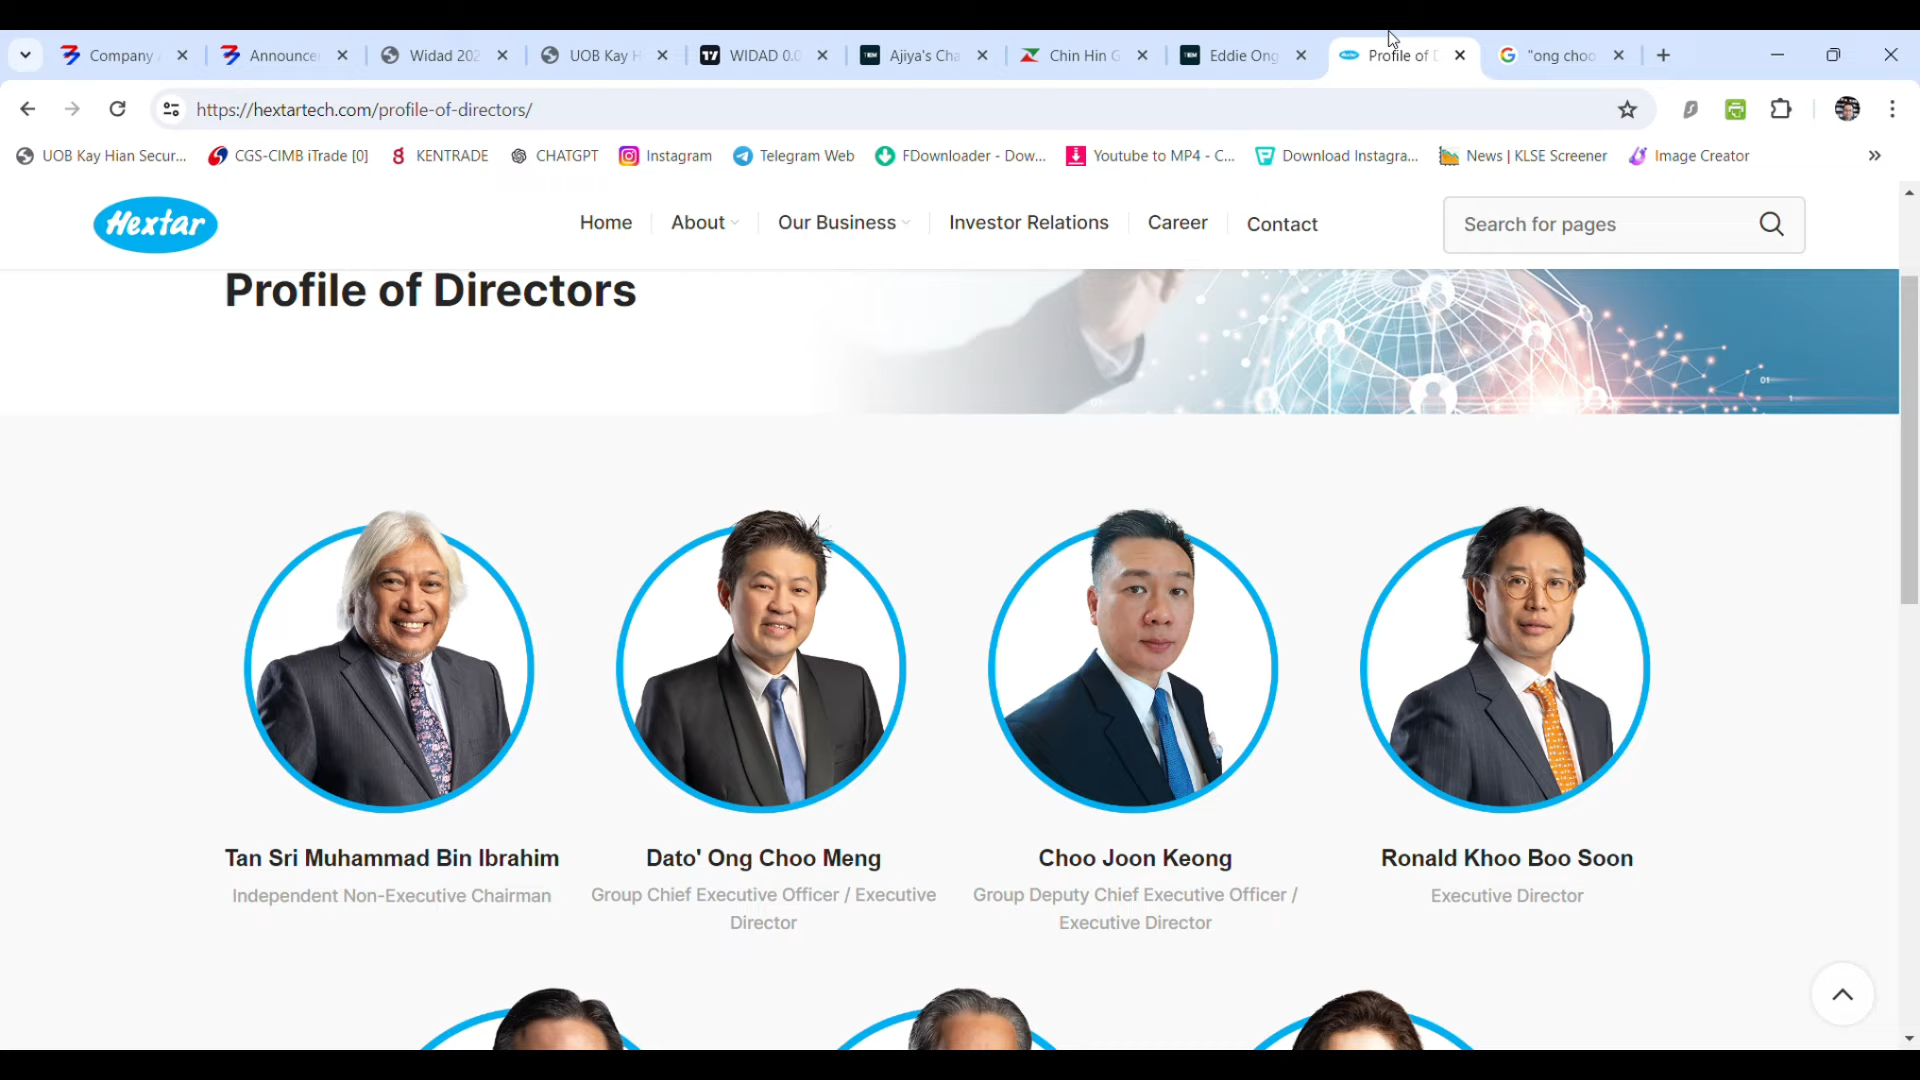 Company
Announce
Widad 202
UOB Kay H
WIDAD 0.0
Ajiya's Cha
Chin Hin G
Eddie Ong
Profile of D
"ong choo
https://hextartech.com/profile-of-directors/
UOB Kay Hian Secur...
CGS-CIMB iTrade [0]
KENTRADE
CHATGPT
Instagram
Telegram Web
FDownloader - Dow...
Youtube to MP4 - C...
Download Instagra...
News | KLSE Screener
Image Creator
Hextar
Home
About
Our Business
Investor Relations
Career
Contact
Search for pages
Profile of Directors
Tan Sri Muhammad Bin Ibrahim
Independent Non-Executive Chairman
Dato' Ong Choo Meng
Group Chief Executive Officer / Executive
Director
Choo Joon Keong
Group Deputy Chief Executive Officer /
Executive Director
Ronald Khoo Boo Soon
Executive Director